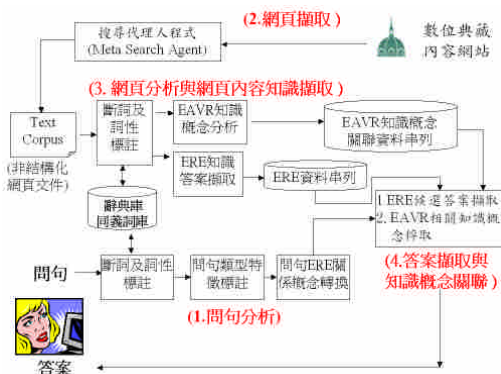 (2.網頁擷取)
搜尋代理人程式
(Meta Search Agent)
數位典藏
內容網站
(3. 網頁分析與網頁內容知識擷取)
Text
Corpus
(非結構化
網頁文件)
斷詞及
詞性
標註
EAVR知識
概念分析
EAVR知識概念
關聯資料串列
ERE知識
答案擷取
ERE資料串列
辭典庫
同義詞庫
1 ERE候選答案擷取
2. EAVR相關知識概
念粹取
問句
斷詞及詞性
標註
問句類型特
徵標註
問句ERE關
係概念轉換
(4.答案擷取與
知識概念關聯)
(1.問句分析)
答案